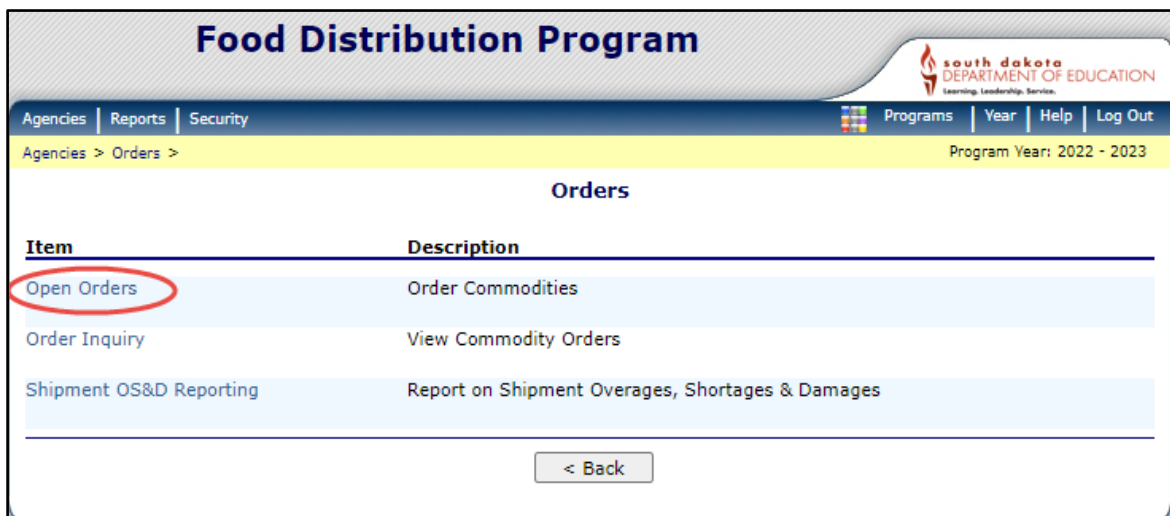 Food Distribution Program
south dakota
DEPARTMENT OF EDUCATION
Learning. Leadership. Service.
Agencies | Reports | Security
Programs | Year | Help | Log Out
Agencies > Orders >
Program Year: 2022 - 2023
Orders
Item Description
Open Orders Order Commodities
Order Inquiry View Commodity Orders
Shipment OS&D Reporting Report on Shipment Overages, Shortages & Damages
< Back